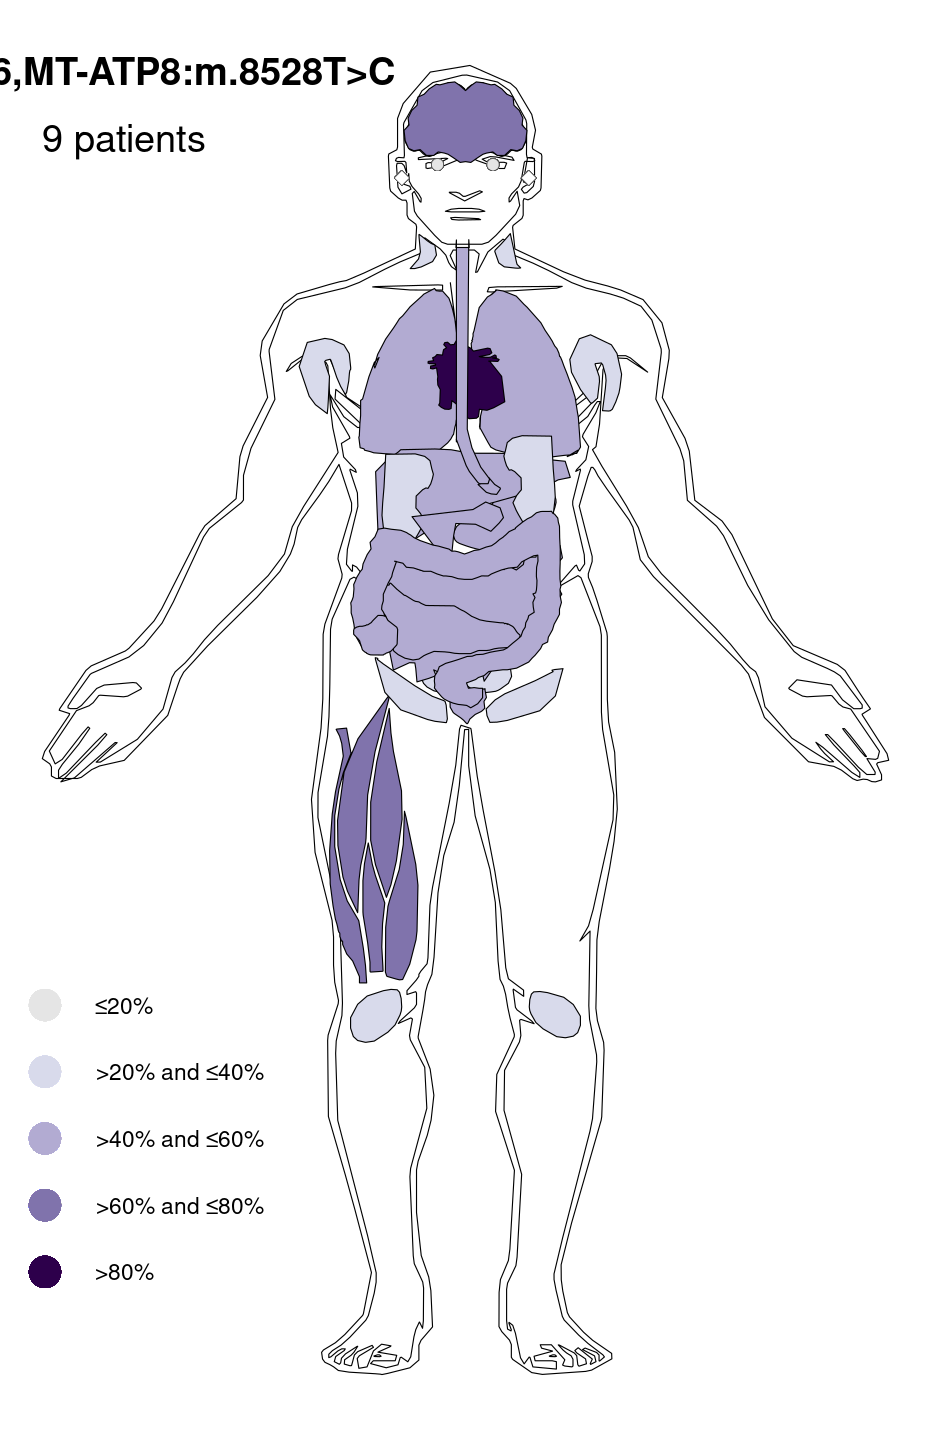 6,MT-ATP8:m.8528T>C
9 patients
≤20%
>20% and ≤40%
>40% and ≤60%
>60% and ≤80%
>80%